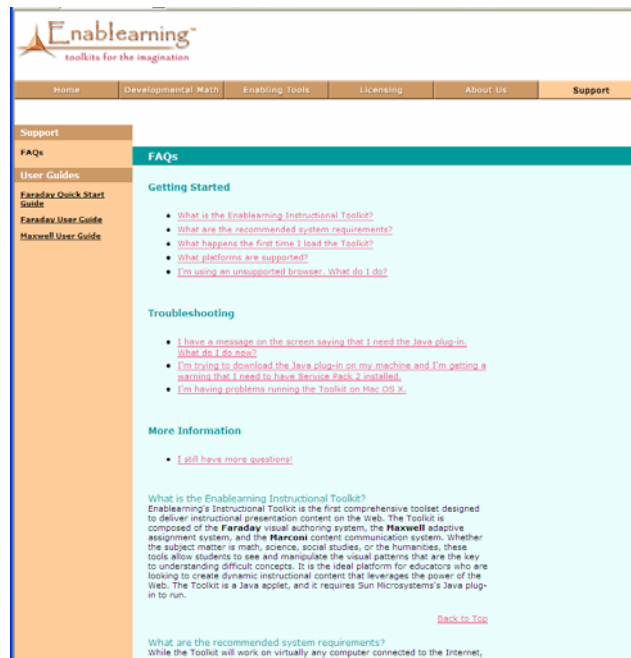 Enablearning™
toolkits for the imagination
Home
Developmental Math
Enabling Tools
Licensing
About Us
Support
Support
FAQs
User Guides
Faraday Quick Start
Guide
Faraday User Guide
Maxwell User Guide
FAQs
Getting Started
What is the Enablearning Instructional Toolkit?
What are the recommended system requirements?
What happens the first time I load the Toolkit?
What platforms are supported?
I'm using an unsupported browser. What do I do?
Troubleshooting
I have a message on the screen saying that I need the Java plug-in.
What do I do now?
I'm trying to download the Java plug-in on my machine and I'm getting a
warning that I need to have Service Pack 2 installed.
I'm having problems running the Toolkit on Mac OS X.
More Information
I still have more questions!
What is the Enablearning Instructional Toolkit?
Enablearning's Instructional Toolkit is the first comprehensive toolset designed
to deliver instructional presentation content on the Web. The Toolkit is
composed of the Faraday visual authoring system, the Maxwell adaptive
assignment system, and the Marconi content communication system. Whether
the subject matter is math, science, social studies, or the humanities, these
tools allow students to see and manipulate the visual patterns that are the key
to understanding difficult concepts. It is the ideal platform for educators who are
looking to create dynamic instructional content that leverages the power of the
Web. The Toolkit is a Java applet, and it requires Sun Microsystems's Java plug-
in to run.
Back to Top
What are the recommended system requirements?
While the Toolkit will work on virtually any computer connected to the Internet,